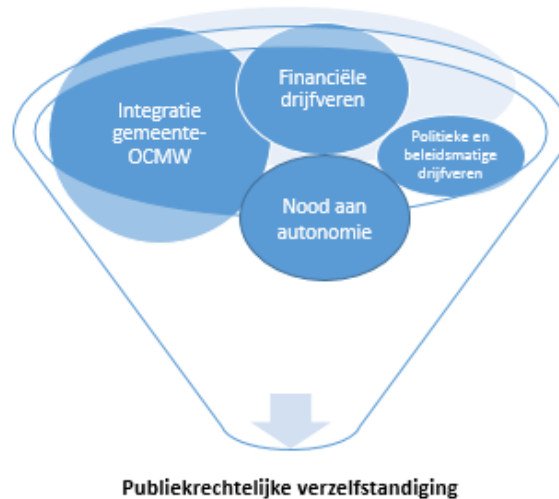 Financiële
drijfveren
Integratie
gemeente-
OCMW
Politieke en
beleidsmatige
drijfveren
Nood aan
autonomie
Publiekrechtelijke verzelfstandiging